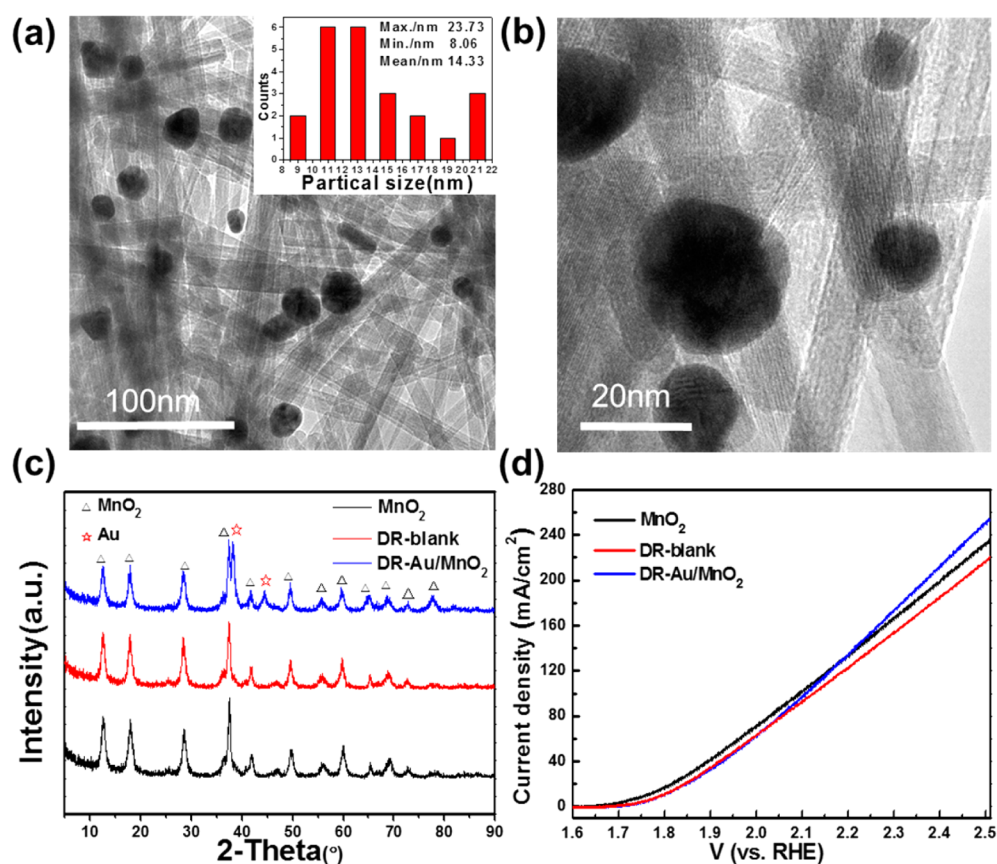 (a)
Max./nm 23.73
Min./nm 8.06
Mean/nm 14.33
Counts
6
5
4
3
2
1
0
8 9 10 11 12 13 14 15 16 17 18 19 20 21 22
Partical size(nm)
100nm
(b)
20nm
(c)
△ MnO₂
☆ Au
MnO₂
DR-blank
DR-Au/MnO₂
Intensity(a.u.)
10 20 30 40 50 60 70 80 90
2-Theta(°)
(d)
280
240
200
160
120
80
40
0
MnO₂
DR-blank
DR-Au/MnO₂
Current density (mA/cm²)
1.6 1.7 1.8 1.9 2.0 2.1 2.2 2.3 2.4 2.5
V (vs. RHE)